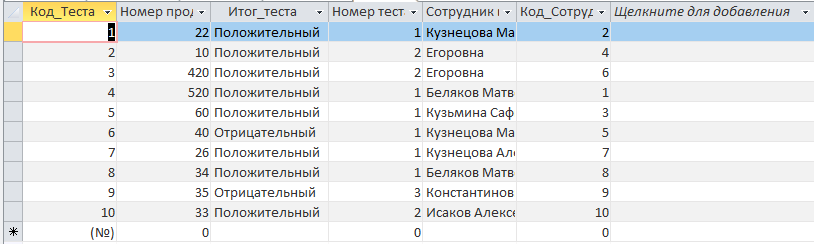 Код_Теста Номер прод Итог_теста Номер тест Сотрудник Код_Сотруд Щелкните для добавления
1 22 Положительный 1 Кузнецова Ма 2
2 10 Положительный 2 Егоровна 4
3 420 Положительный 2 Егоровна 6
4 520 Положительный 1 Беляков Матв 1
5 60 Положительный 1 Кузьмина Саф 3
6 40 Отрицательный 1 Кузнецова Ма 5
7 26 Положительный 1 Кузнецова Ал 7
8 34 Положительный 1 Беляков Матв 8
9 35 Отрицательный 3 Константинов 9
10 33 Положительный 2 Исаков Алексе 10
(№) 0 0 0